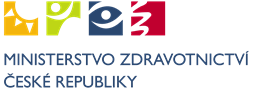 MINISTERSTVO ZDRAVOTNICTVÍ
ČESKÉ REPUBLIKY